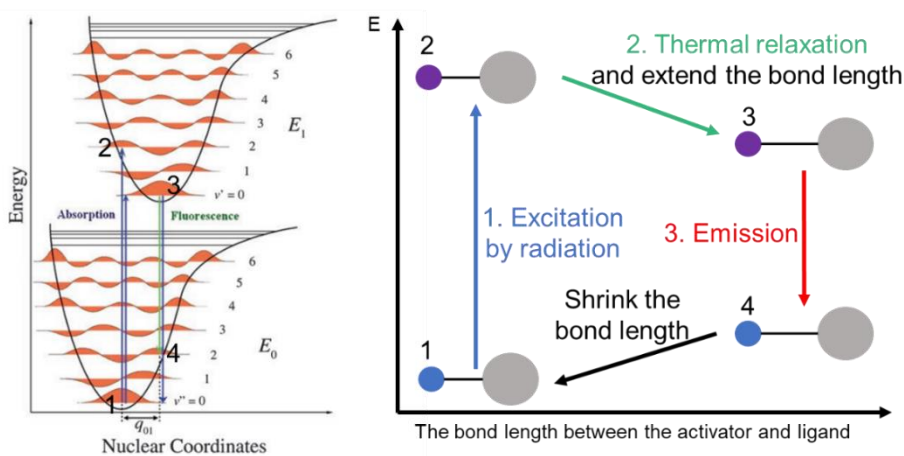 6
5
4
3
E1
2
2
1
3
v' = 0
Energy
Absorption
Fluorescence
6
5
4
3
E0
4
2
1
1
v'' = 0
q01
Nuclear Coordinates
E
2
2. Thermal relaxation
and extend the bond length
3
1. Excitation
by radiation
3. Emission
Shrink the
bond length
4
1
The bond length between the activator and ligand